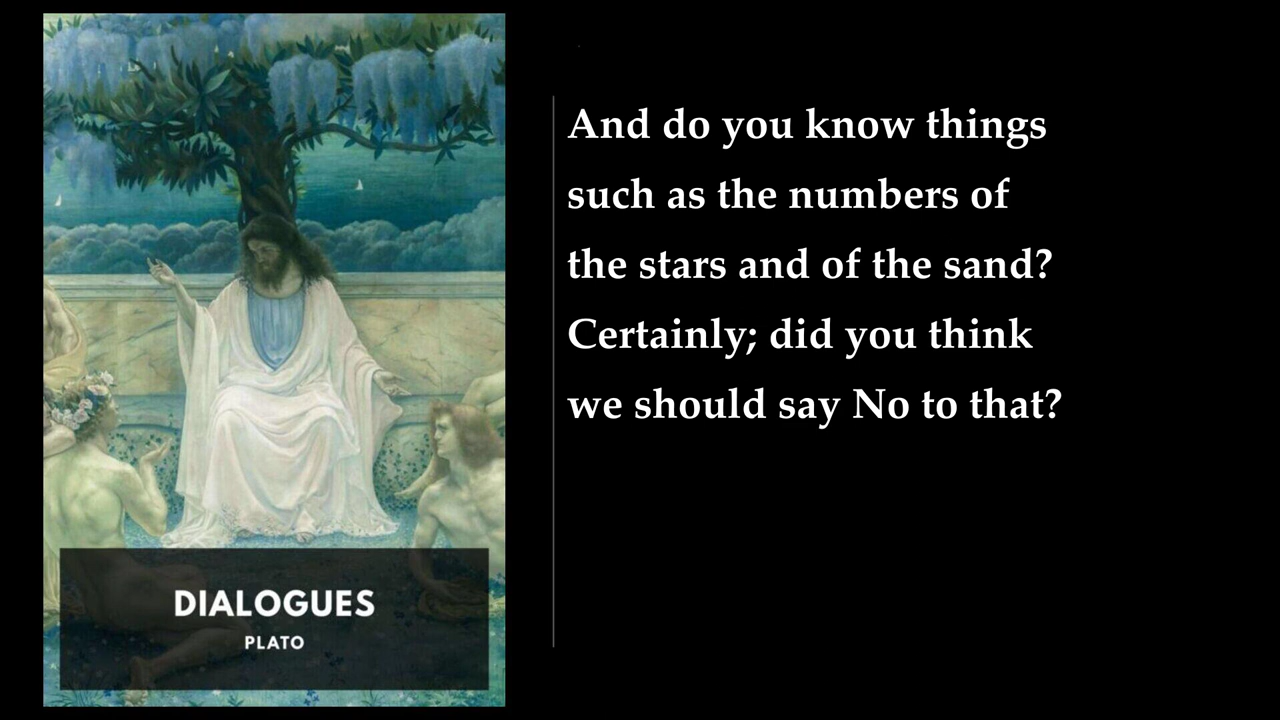 And do you know things
such as the numbers of
the stars and of the sand?
Certainly; did you think
we should say No to that?
DIALOGUES
PLATO